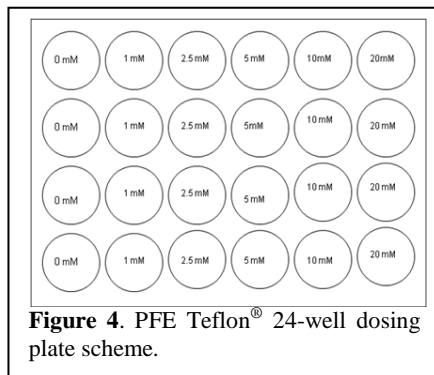 0 mM 1 mM 2.5 mM 5 mM 10mM 20mM
0 mM 1 mM 2.5 mM 5mM 10 mM 20 mM
0 mM 1 mM 2.5 mM 5 mM 10 mM 20 mM
0 mM 1 mM 2.5 mM 5 mM 10 mM 20 mM
Figure 4. PFE Teflon® 24-well dosing
plate scheme.